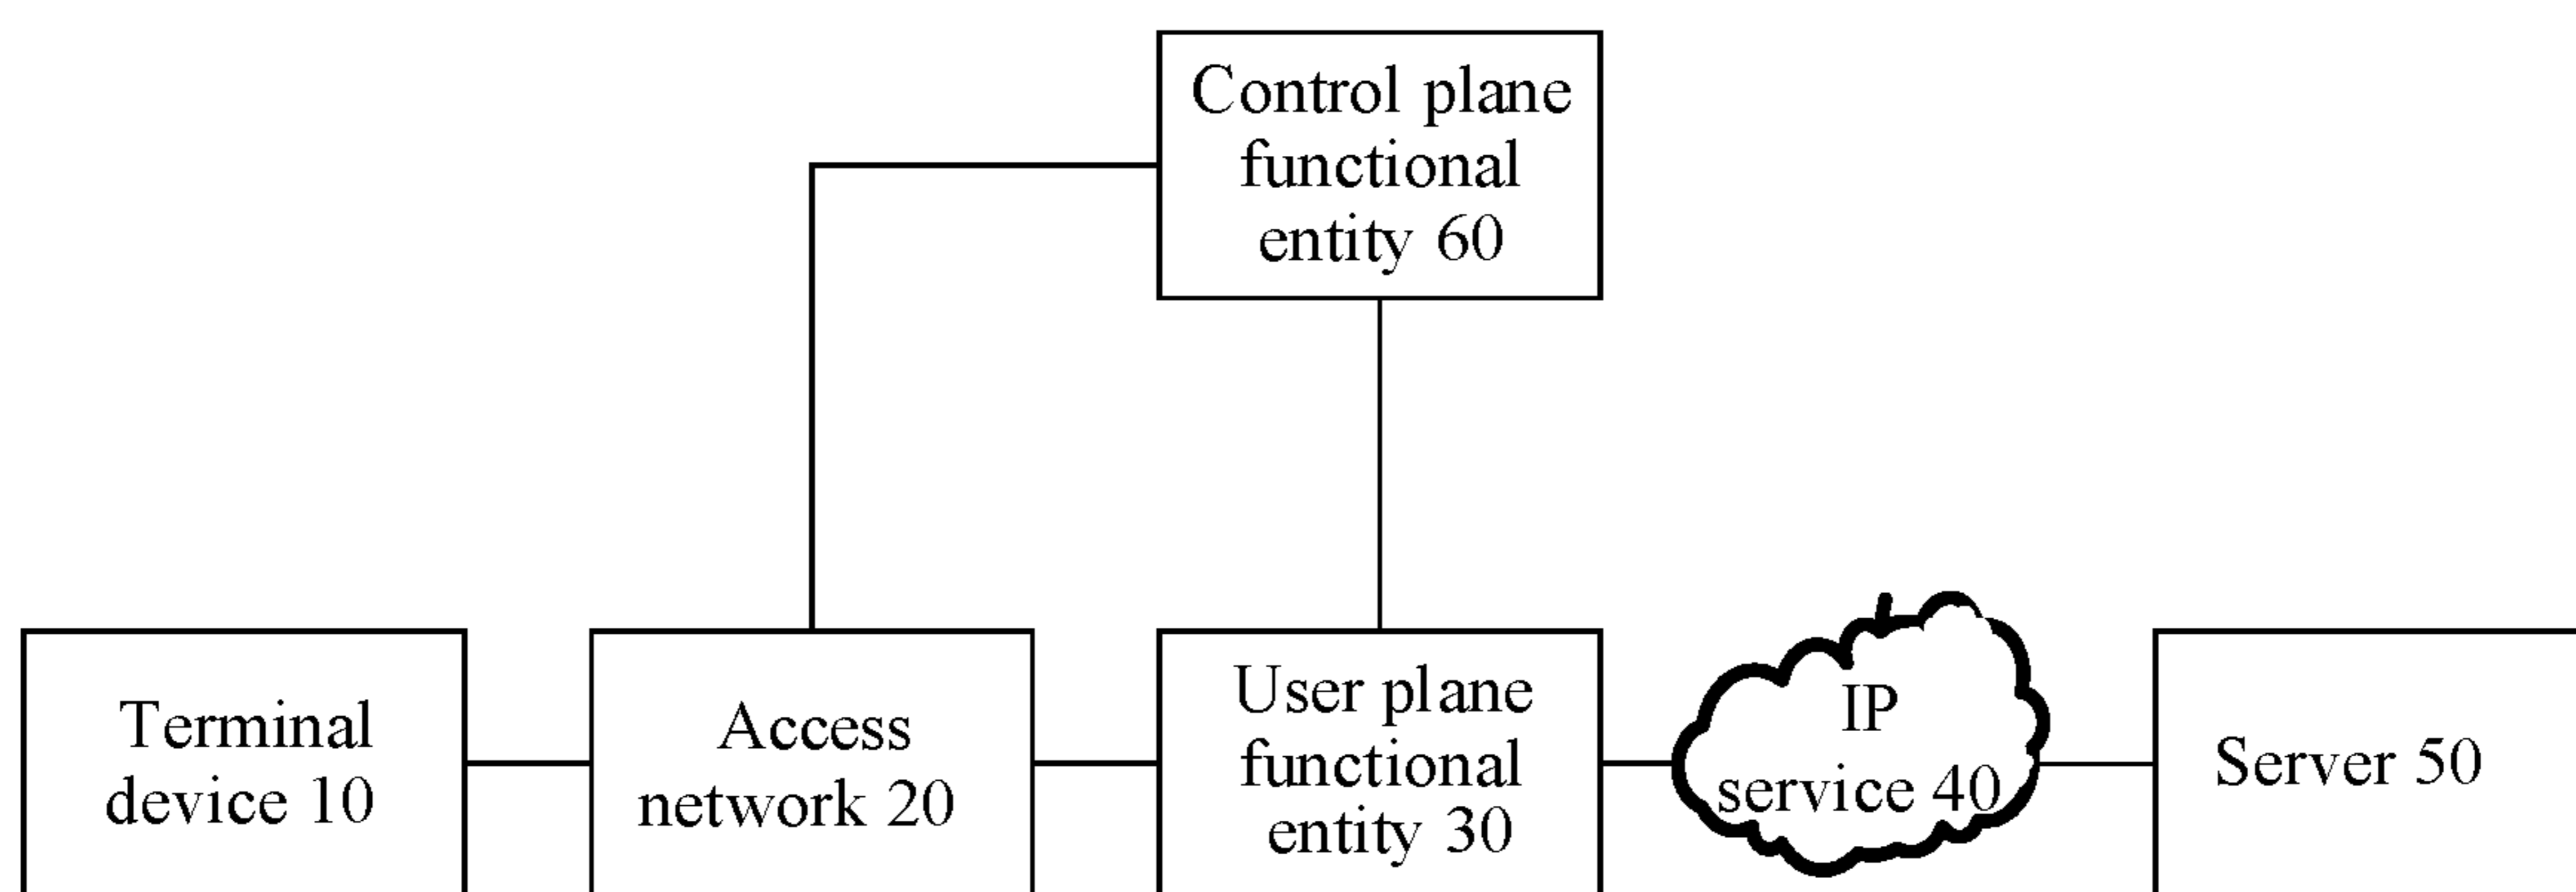 Control plane
functional
entity 60
Terminal
device 10
Access
network 20
User plane
functional
entity 30
IP
service 40
Server 50